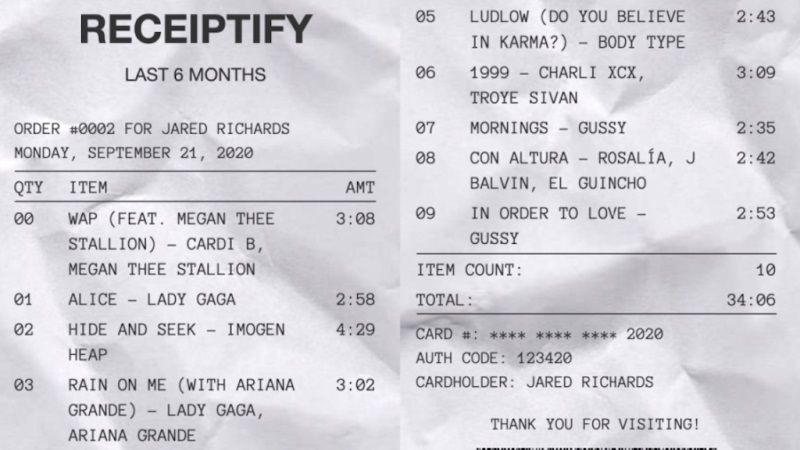 RECEIPTIFY
LAST 6 MONTHS
ORDER #0002 FOR JARED RICHARDS
MONDAY, SEPTEMBER 21, 2020
QTY ITEM AMT
00 WAP (FEAT. MEGAN THEE 3:08
STALLION) – CARDI B,
MEGAN THEE STALLION
01 ALICE – LADY GAGA 2:58
02 HIDE AND SEEK – IMOGEN 4:29
HEAP
03 RAIN ON ME (WITH ARIANA 3:02
GRANDE) – LADY GAGA,
ARIANA GRANDE
05 LUDLOW (DO YOU BELIEVE 2:43
IN KARMA?) – BODY TYPE
06 1999 – CHARLI XCX, 3:09
TROYE SIVAN
07 MORNINGS – GUSSY 2:35
08 CON ALTURA – ROSALÍA, J 2:42
BALVIN, EL GUINCHO
09 IN ORDER TO LOVE – 2:53
GUSSY
ITEM COUNT: 10
TOTAL: 34:06
CARD #: **** **** **** 2020
AUTH CODE: 123420
CARDHOLDER: JARED RICHARDS
THANK YOU FOR VISITING!